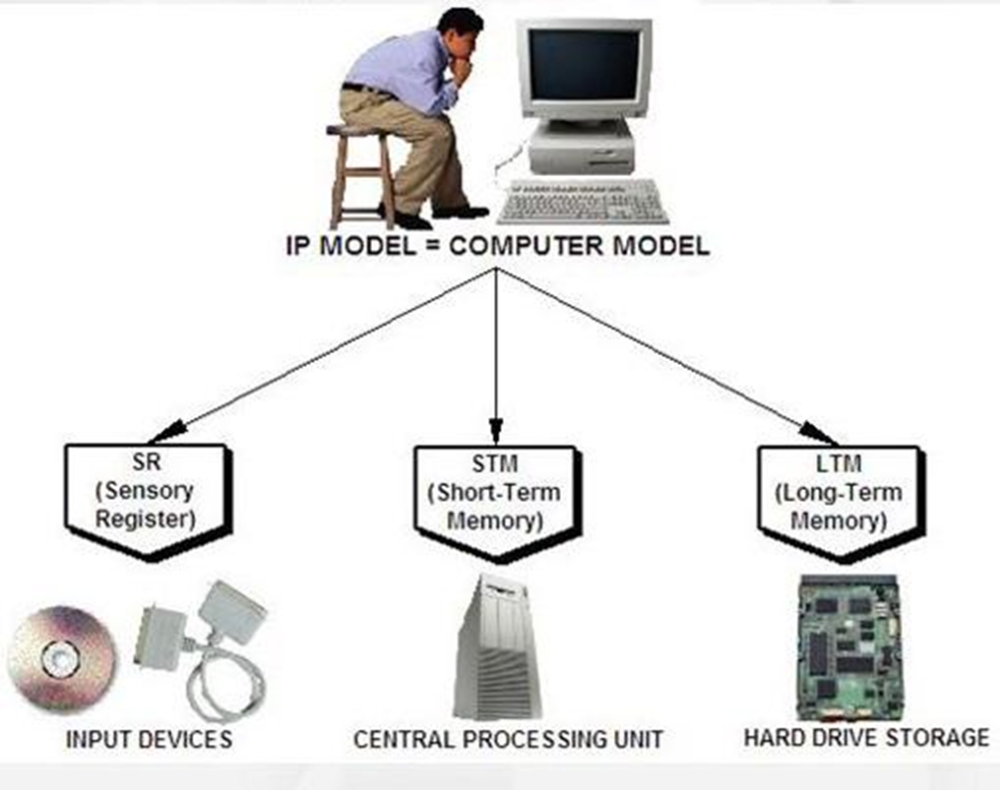 IP MODEL = COMPUTER MODEL
SR
(Sensory
Register)
STM
(Short-Term
Memory)
LTM
(Long-Term
Memory)
INPUT DEVICES
CENTRAL PROCESSING UNIT
HARD DRIVE STORAGE